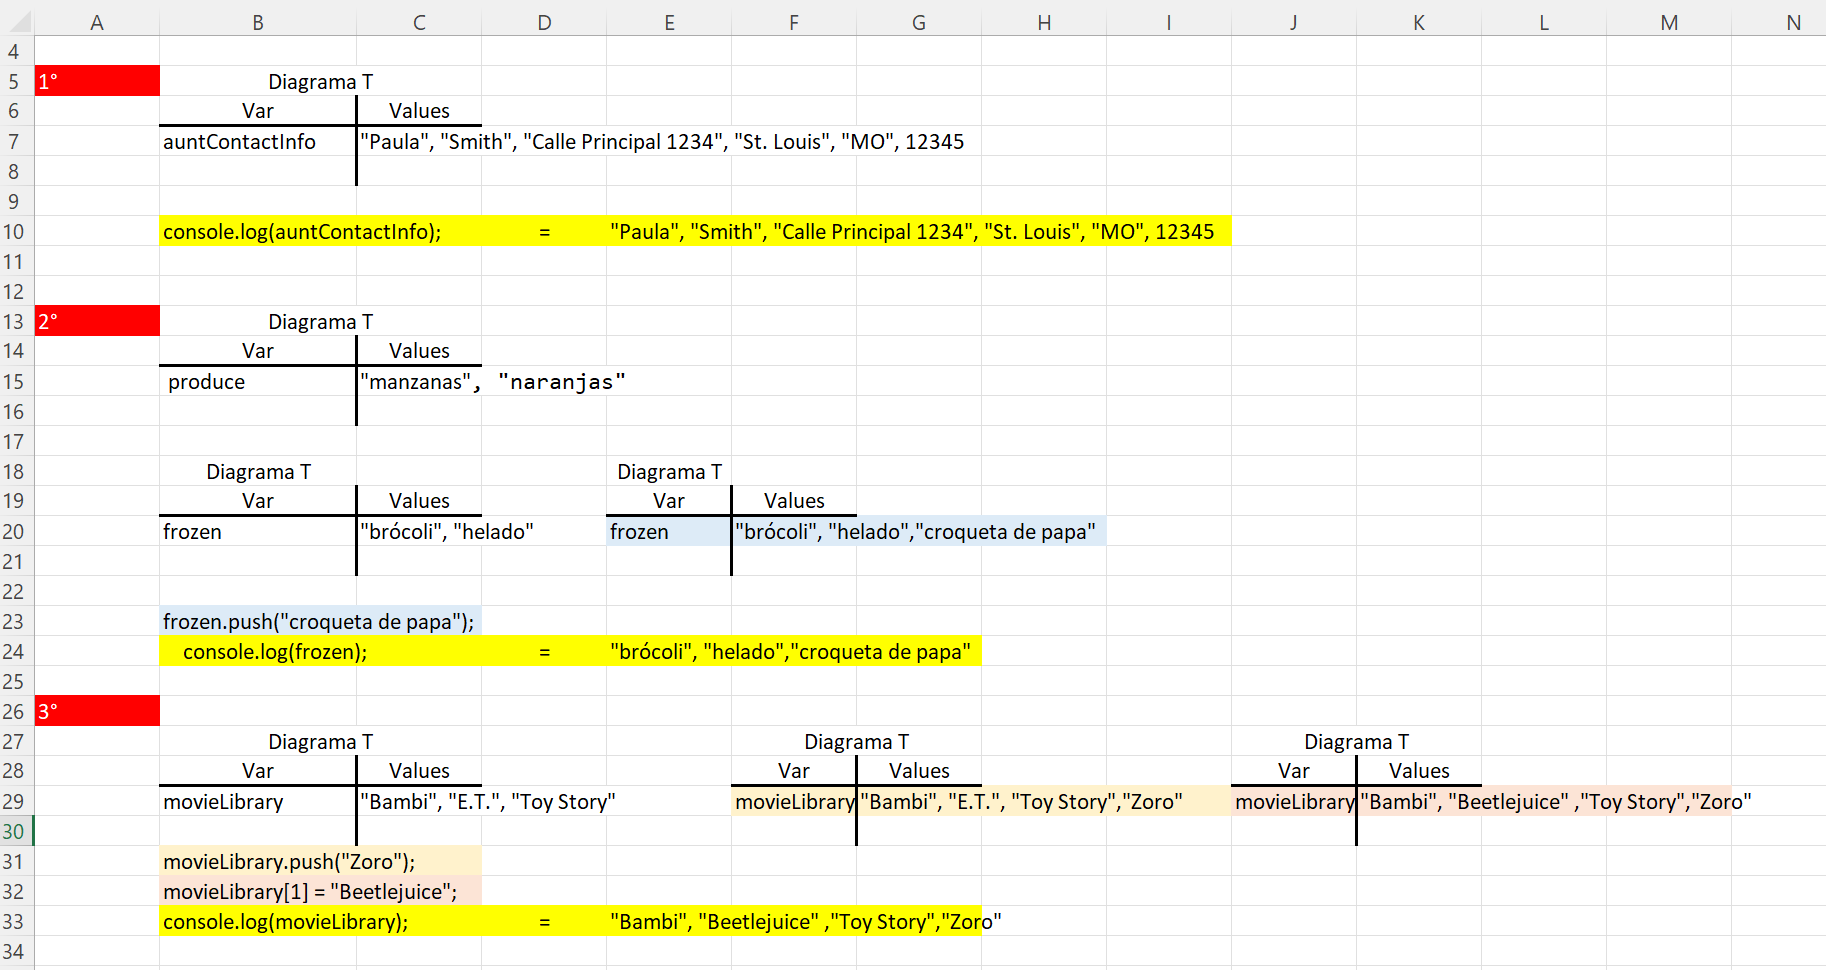 A B C D E F G H I J K L M N
4
5 1° Diagrama T
6 Var Values
7 auntContactInfo "Paula", "Smith", "Calle Principal 1234", "St. Louis", "MO", 12345
8
9
10 console.log(auntContactInfo); = "Paula", "Smith", "Calle Principal 1234", "St. Louis", "MO", 12345
11
12
13 2° Diagrama T
14 Var Values
15 produce "manzanas", "naranjas"
16
17
18 Diagrama T Diagrama T
19 Var Values Var Values
20 frozen "brócoli", "helado" frozen "brócoli", "helado","croqueta de papa"
21
22
23 frozen.push("croqueta de papa");
24 console.log(frozen); = "brócoli", "helado","croqueta de papa"
25
26 3°
27 Diagrama T Diagrama T Diagrama T
28 Var Values Var Values Var Values
29 movieLibrary "Bambi", "E.T.", "Toy Story" movieLibrary "Bambi", "E.T.", "Toy Story","Zoro" movieLibrary "Bambi", "Beetlejuice" ,"Toy Story","Zoro"
30
31 movieLibrary.push("Zoro");
32 movieLibrary[1] = "Beetlejuice";
33 console.log(movieLibrary); = "Bambi", "Beetlejuice" ,"Toy Story","Zoro"
34